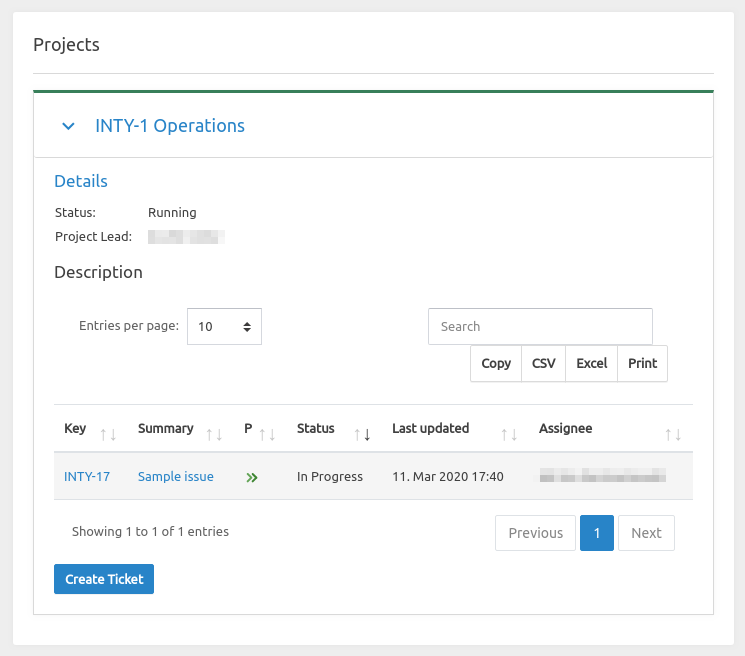 Projects
INTY-1 Operations
Details
Status: Running
Project Lead:
Description
Entries per page: 10 Search
Copy CSV Excel Print
Key Summary P Status Last updated Assignee
INTY-17 Sample issue In Progress 11. Mar 2020 17:40
Showing 1 to 1 of 1 entries Previous 1 Next
Create Ticket